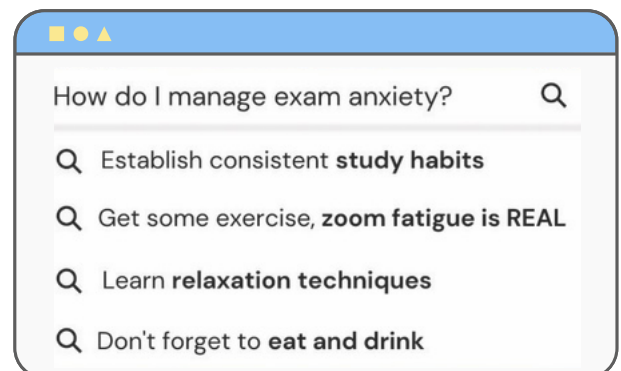 How do I manage exam anxiety?
Establish consistent study habits
Get some exercise, zoom fatigue is REAL
Learn relaxation techniques
Don't forget to eat and drink